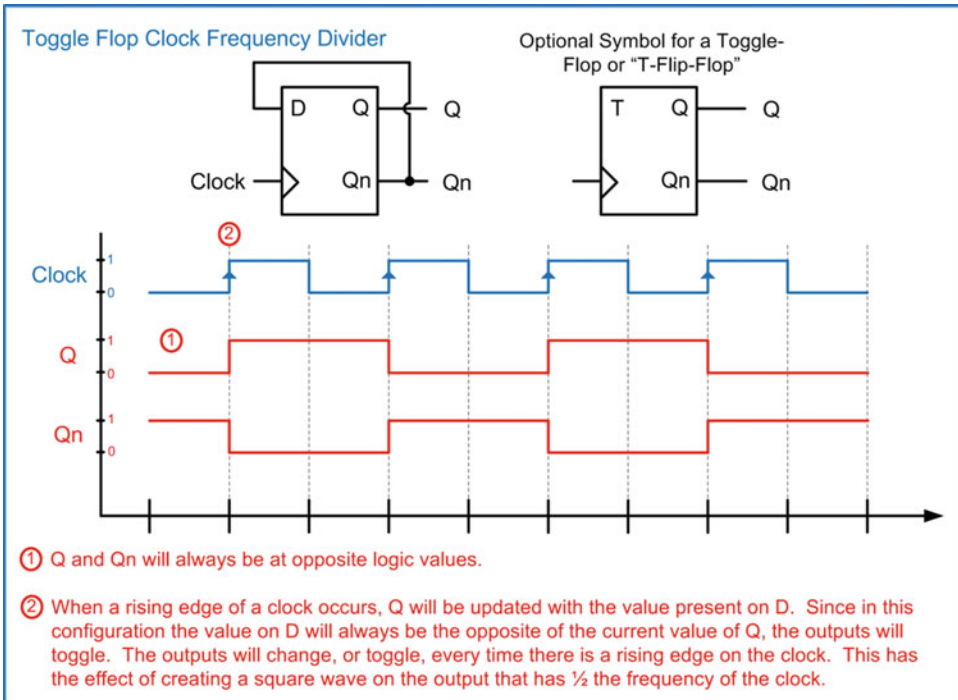 Toggle Flop Clock Frequency Divider
Optional Symbol for a Toggle-
Flop or “T-Flip-Flop”
D Q Q
Clock Qn Qn
T Q Q
Qn Qn
2
Clock 1
0
1
Q 1
0
Qn 1
0
1 Q and Qn will always be at opposite logic values.
2 When a rising edge of a clock occurs, Q will be updated with the value present on D. Since in this
configuration the value on D will always be the opposite of the current value of Q, the outputs will
toggle. The outputs will change, or toggle, every time there is a rising edge on the clock. This has
the effect of creating a square wave on the output that has ½ the frequency of the clock.